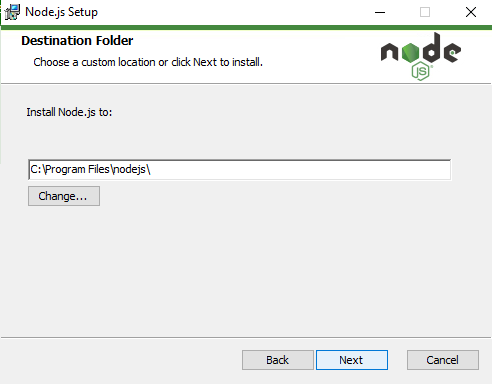 Node.js Setup
Destination Folder
Choose a custom location or click Next to install.
node
JS
Install Node.js to:
C:\Program Files\nodejs\
Change...
Back
Next
Cancel